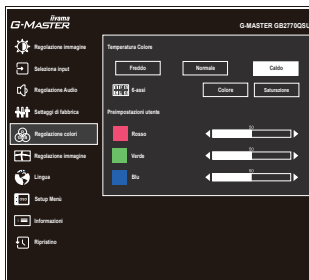 iiyama
G-MASTER
G-MASTER GB2770QSU
Regolazione immagine
Seleziona input
Regolazione Audio
Settaggi di fabbrica
Regolazione colori
Regolazione immagine
Lingua
Setup Menù
Informazioni
Ripristino
Temperatura Colore
Freddo
Normale
Caldo
6-assi
Colore
Saturazione
Preimpostazioni utente
Rosso
50
Verde
50
Blu
50